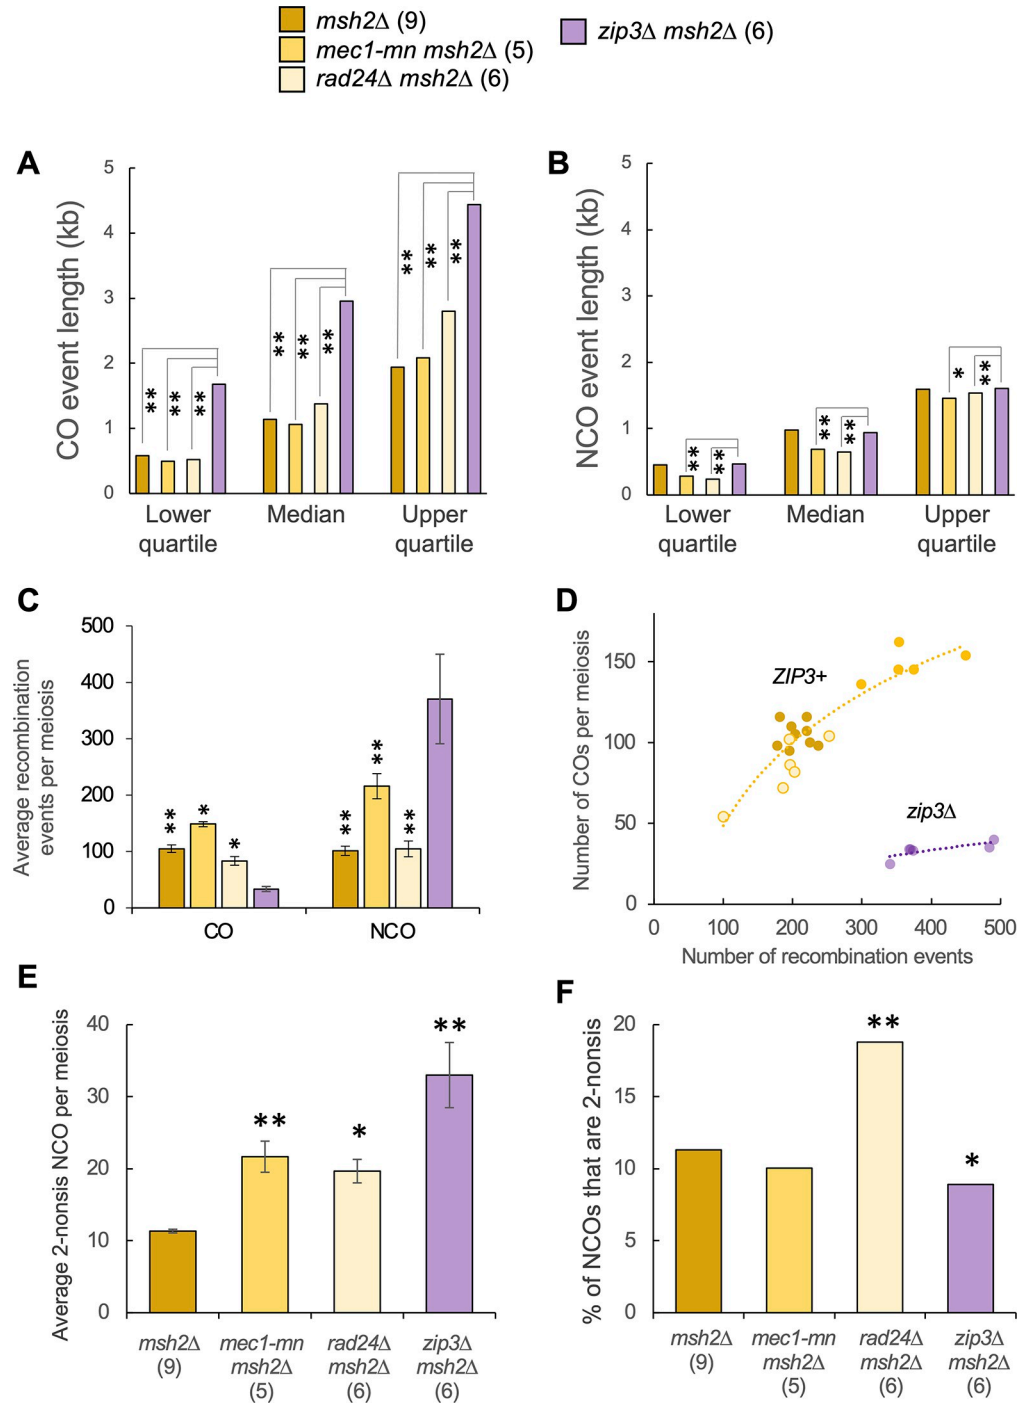 msh2Δ (9)
mec1-mn msh2Δ (5)
rad24Δ msh2Δ (6)
zip3Δ msh2Δ (6)
A
CO event length (kb)
5
4
3
2
1
0
**
**
**
**
**
**
**
**
**
Lower quartile
Median
Upper quartile
B
NCO event length (kb)
5
4
3
2
1
0
**
**
**
**
*
**
Lower quartile
Median
Upper quartile
C
Average recombination
events per meiosis
500
400
300
200
100
0
**
*
*
**
**
**
CO
NCO
D
Number of COs per meiosis
150
100
50
0
ZIP3+
zip3Δ
0 100 200 300 400 500
Number of recombination events
E
Average 2-nonsis NCO per meiosis
40
30
20
10
0
**
*
**
msh2Δ
(9)
mec1-mn
msh2Δ
(5)
rad24Δ
msh2Δ
(6)
zip3Δ
msh2Δ
(6)
F
% of NCOs that are 2-nonsis
20
15
10
5
0
**
*
msh2Δ
(9)
mec1-mn
msh2Δ
(5)
rad24Δ
msh2Δ
(6)
zip3Δ
msh2Δ
(6)